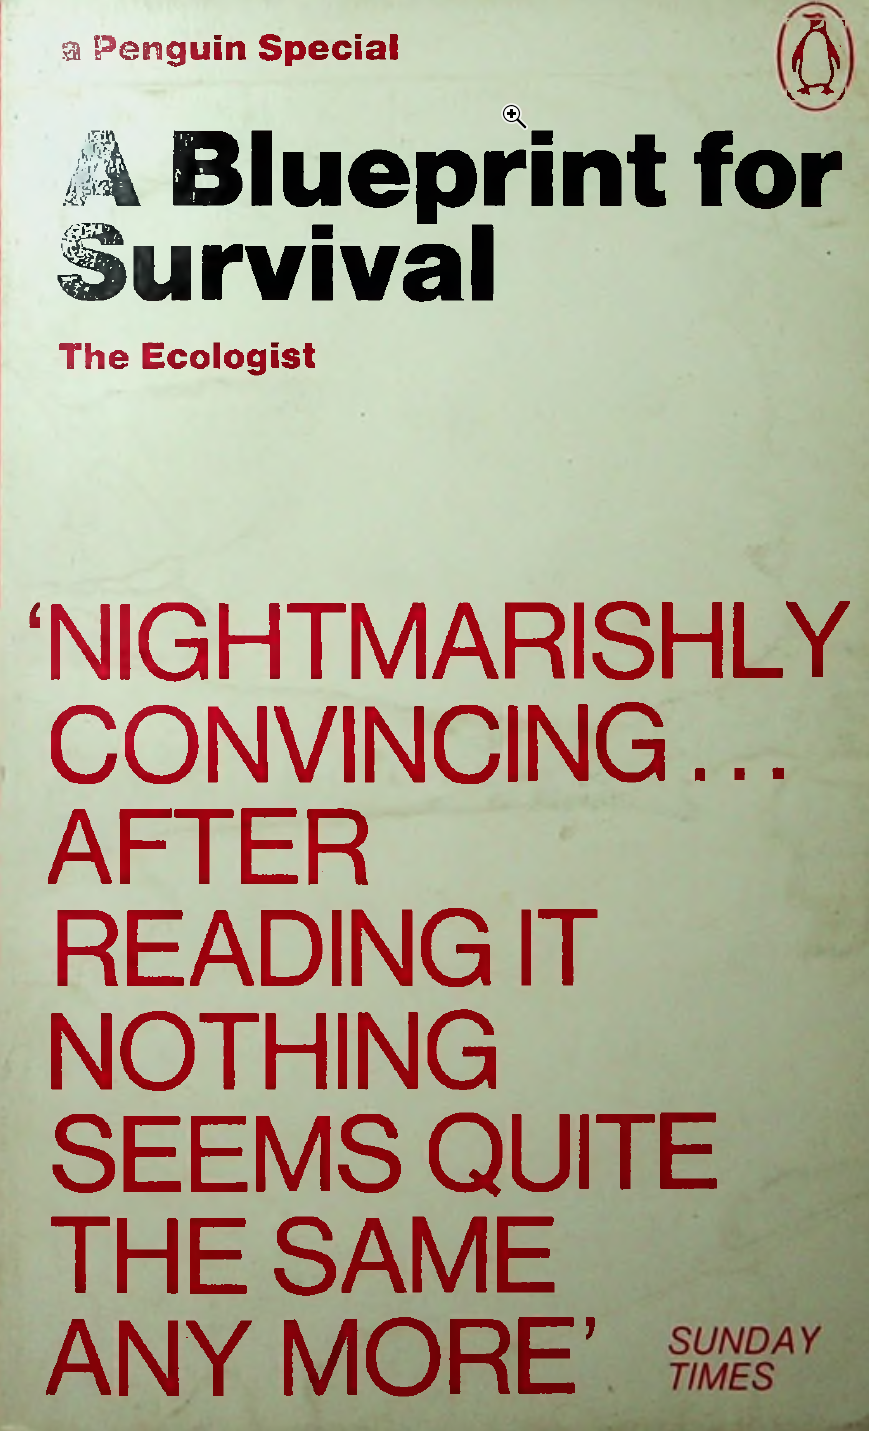 a Penguin Special
A Blueprint for
Survival
The Ecologist
‘NIGHTMARISHLY
CONVINCING...
AFTER
READING IT
NOTHING
SEEMS QUITE
THE SAME
ANY MORE’
SUNDAY
TIMES